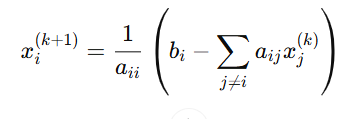 x_i^{(k+1)} = \frac{1}{a_{ii}} \left( b_i - \sum_{j \neq i} a_{ij} x_j^{(k)} \right)